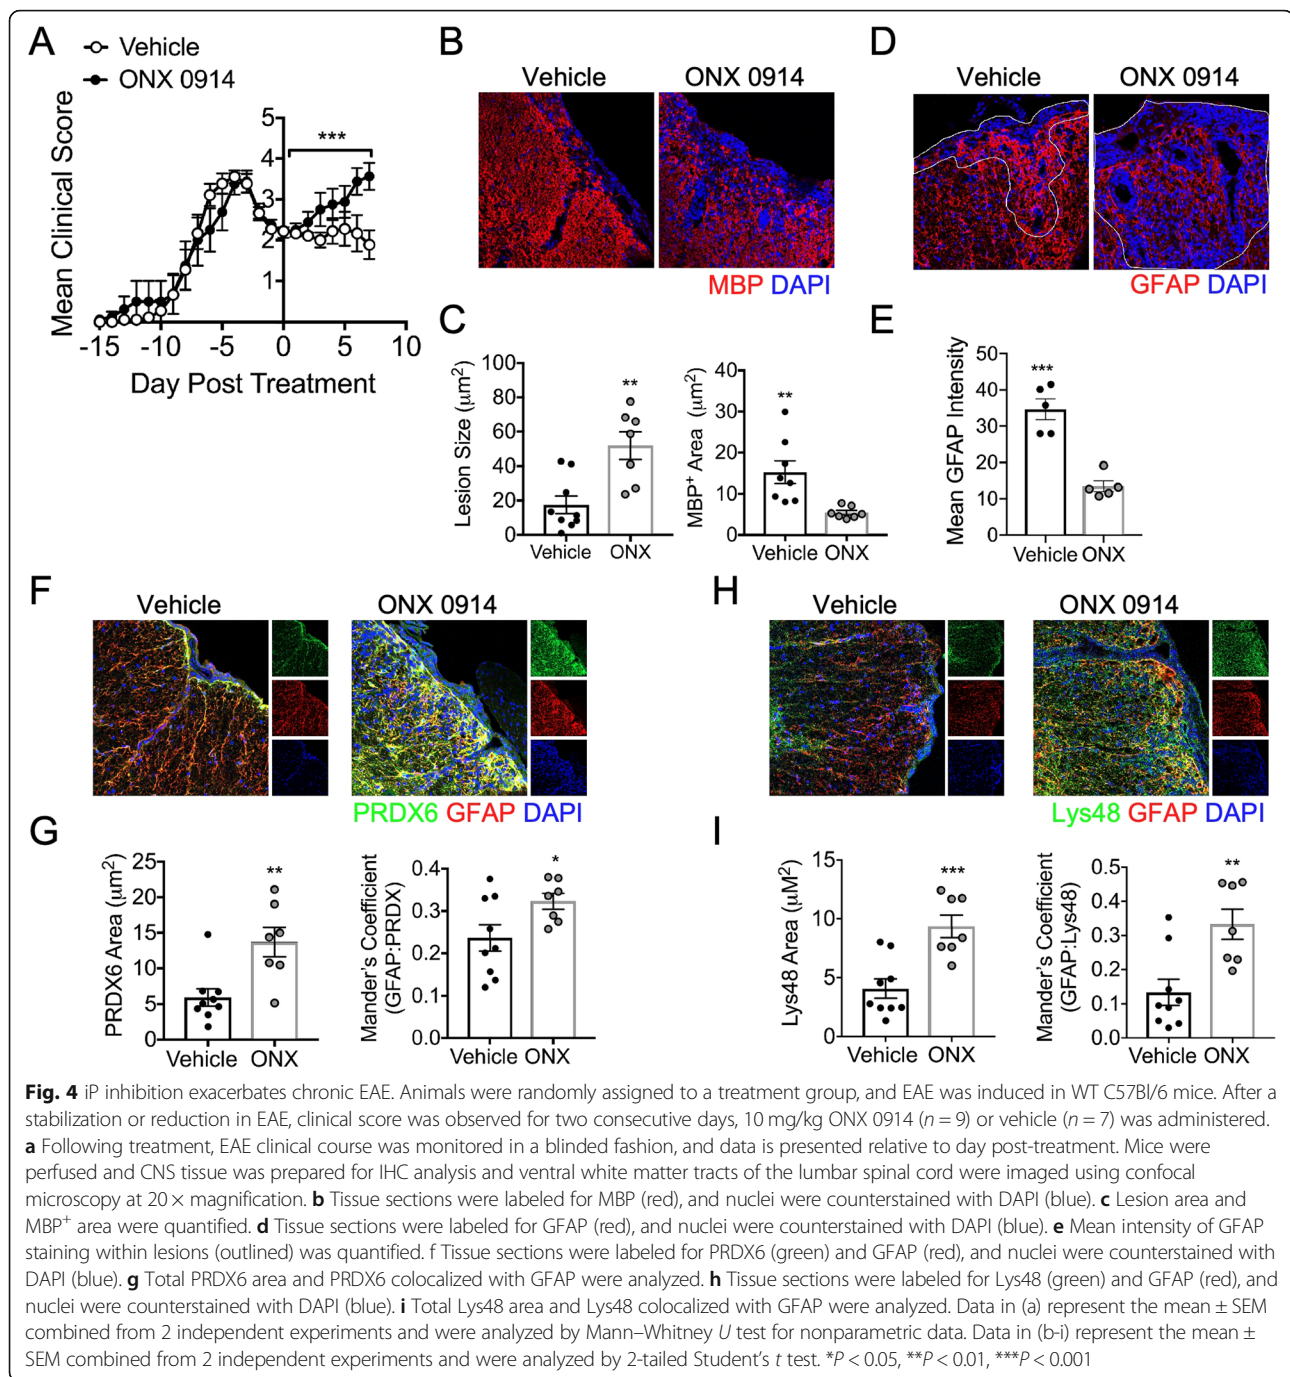 A
Vehicle
ONX 0914
Mean Clinical Score
5
4
3
2
1
***
-15 -10 -5 0 5 10
Day Post Treatment
B
Vehicle ONX 0914
MBP DAPI
C
Lesion Size (μm²)
100
80
60
40
20
0
**
Vehicle ONX
MBP⁺ Area (μm²)
40
30
20
10
0
**
Vehicle ONX
D
Vehicle ONX 0914
GFAP DAPI
E
Mean GFAP Intensity
50
40
30
20
10
0
***
Vehicle ONX
F
Vehicle ONX 0914
PRDX6 GFAP DAPI
G
PRDX6 Area (μm²)
25
20
15
10
5
0
**
Vehicle ONX
Mander's Coefficient
(GFAP:PRDX)
0.4
0.3
0.2
0.1
0.0
*
Vehicle ONX
H
Vehicle ONX 0914
Lys48 GFAP DAPI
I
Lys48 Area (μM²)
15
10
5
0
***
Vehicle ONX
Mander's Coefficient
(GFAP:Lys48)
0.5
0.4
0.3
0.2
0.1
0.0
**
Vehicle ONX
Fig. 4 iP inhibition exacerbates chronic EAE. Animals were randomly assigned to a treatment group, and EAE was induced in WT C57Bl/6 mice. After a
stabilization or reduction in EAE, clinical score was observed for two consecutive days, 10 mg/kg ONX 0914 (n = 9) or vehicle (n = 7) was administered.
a Following treatment, EAE clinical course was monitored in a blinded fashion, and data is presented relative to day post-treatment. Mice were
perfused and CNS tissue was prepared for IHC analysis and ventral white matter tracts of the lumbar spinal cord were imaged using confocal
microscopy at 20 × magnification. b Tissue sections were labeled for MBP (red), and nuclei were counterstained with DAPI (blue). c Lesion area and
MBP⁺ area were quantified. d Tissue sections were labeled for GFAP (red), and nuclei were counterstained with DAPI (blue). e Mean intensity of GFAP
staining within lesions (outlined) was quantified. f Tissue sections were labeled for PRDX6 (green) and GFAP (red), and nuclei were counterstained with
DAPI (blue). g Total PRDX6 area and PRDX6 colocalized with GFAP were analyzed. h Tissue sections were labeled for Lys48 (green) and GFAP (red), and
nuclei were counterstained with DAPI (blue). i Total Lys48 area and Lys48 colocalized with GFAP were analyzed. Data in (a) represent the mean ± SEM
combined from 2 independent experiments and were analyzed by Mann–Whitney U test for nonparametric data. Data in (b-i) represent the mean ±
SEM combined from 2 independent experiments and were analyzed by 2-tailed Student's t test. *P < 0.05, **P < 0.01, ***P < 0.001